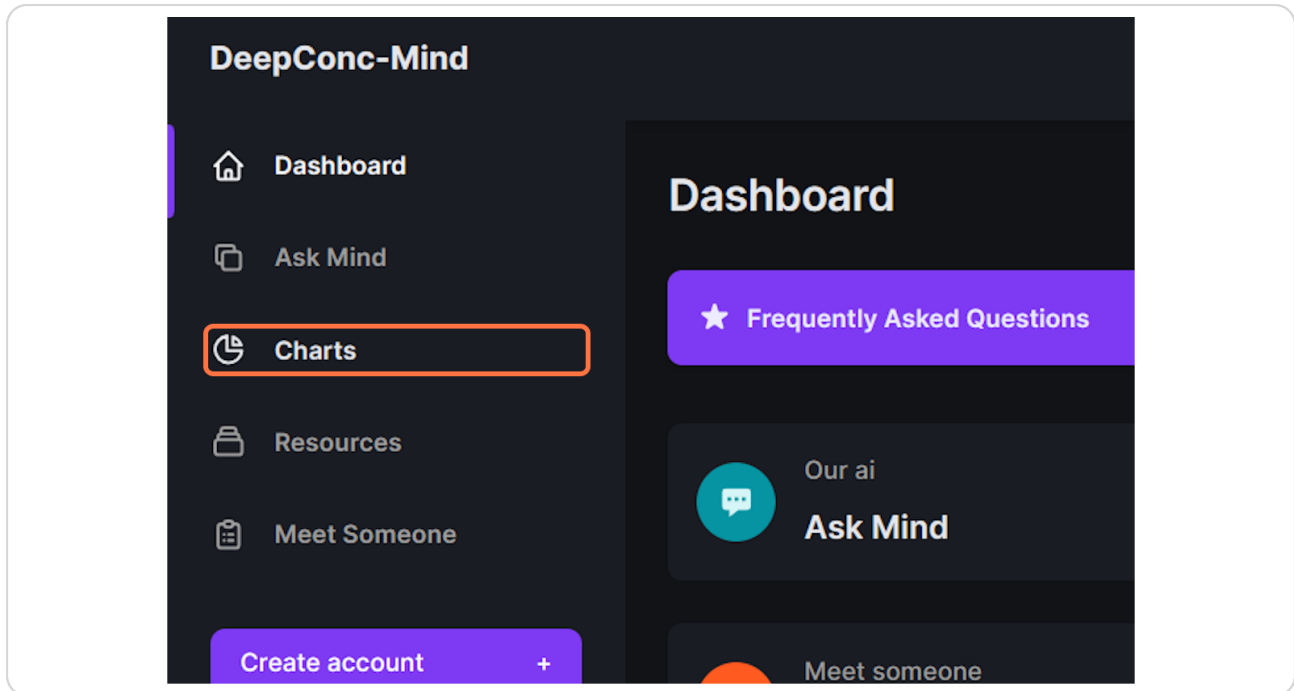 DeepConc-Mind
Dashboard
Ask Mind
Charts
Resources
Meet Someone
Create account +
Dashboard
Frequently Asked Questions
Our ai
Ask Mind
Meet someone